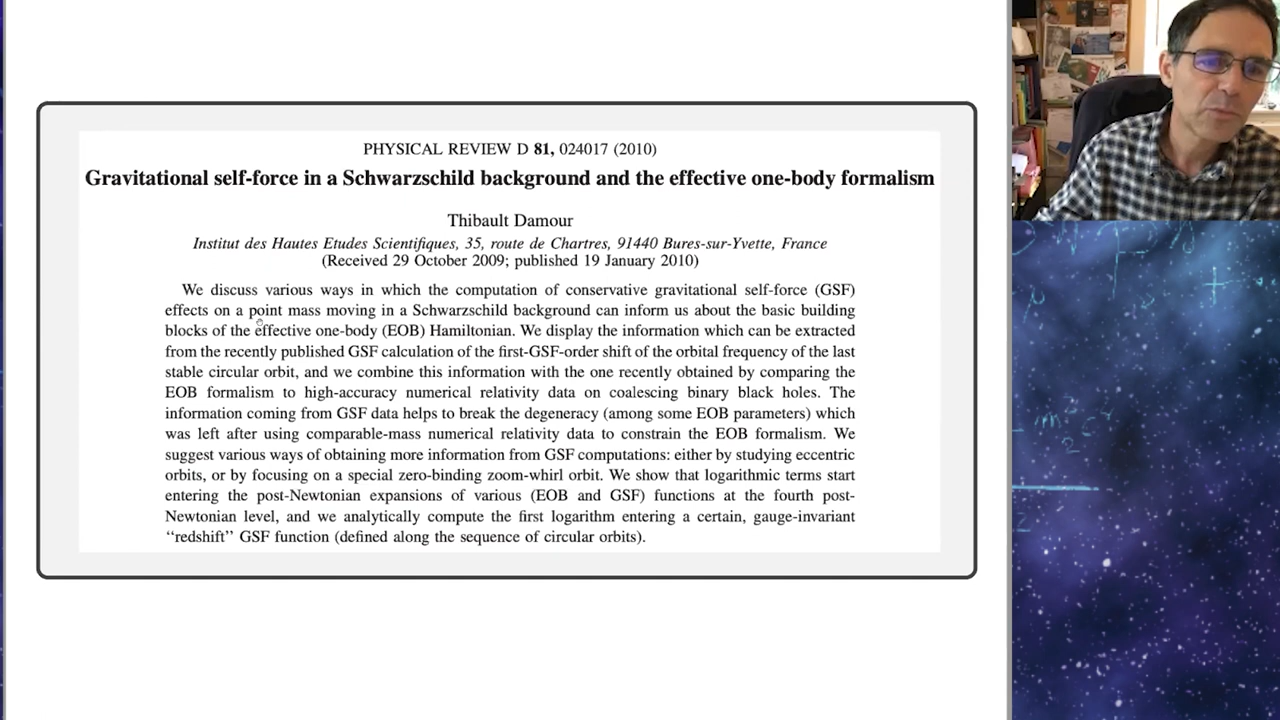 PHYSICAL REVIEW D 81, 024017 (2010)
Gravitational self-force in a Schwarzschild background and the effective one-body formalism
Thibault Damour
Institut des Hautes Etudes Scientifiques, 35, route de Chartres, 91440 Bures-sur-Yvette, France
(Received 29 October 2009; published 19 January 2010)
We discuss various ways in which the computation of conservative gravitational self-force (GSF)
effects on a point mass moving in a Schwarzschild background can inform us about the basic building
blocks of the effective one-body (EOB) Hamiltonian. We display the information which can be extracted
from the recently published GSF calculation of the first-GSF-order shift of the orbital frequency of the last
stable circular orbit, and we combine this information with the one recently obtained by comparing the
EOB formalism to high-accuracy numerical relativity data on coalescing binary black holes. The
information coming from GSF data helps to break the degeneracy (among some EOB parameters) which
was left after using comparable-mass numerical relativity data to constrain the EOB formalism. We
suggest various ways of obtaining more information from GSF computations: either by studying eccentric
orbits, or by focusing on a special zero-binding zoom-whirl orbit. We show that logarithmic terms start
entering the post-Newtonian expansions of various (EOB and GSF) functions at the fourth post-
Newtonian level, and we analytically compute the first logarithm entering a certain, gauge-invariant
‘‘redshift’’ GSF function (defined along the sequence of circular orbits).